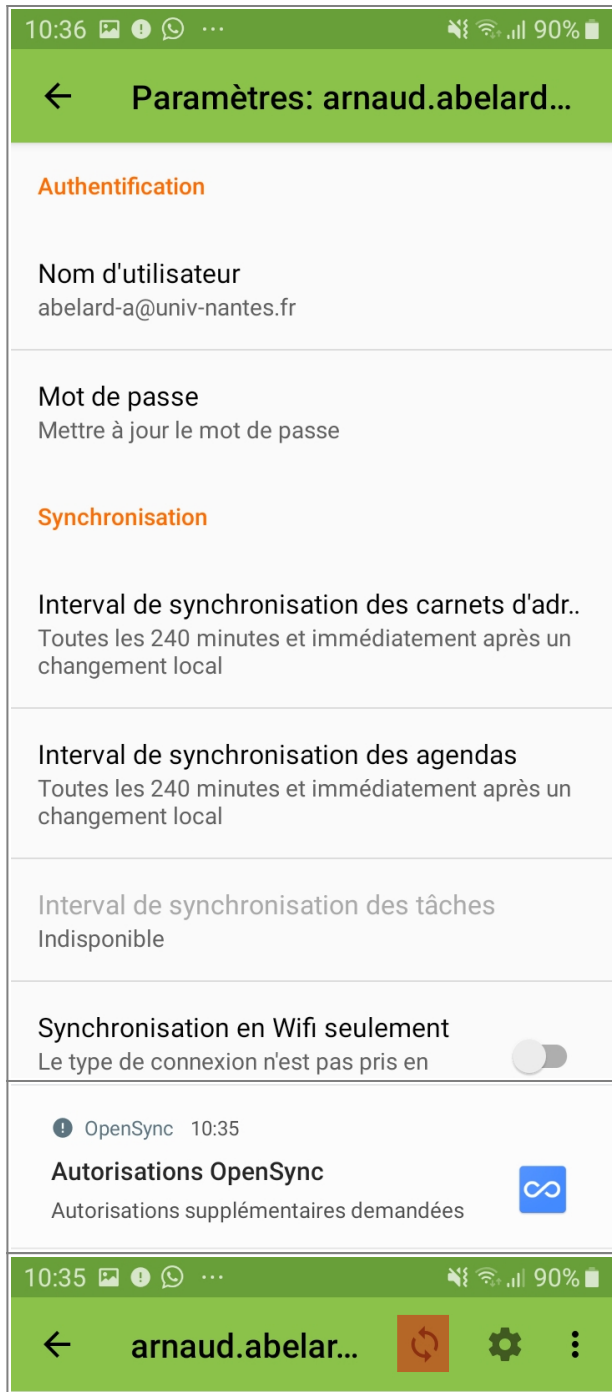 10:36 ... 90%
Paramètres: arnaud.abelard...
Authentification
Nom d'utilisateur
abelard-a@univ-nantes.fr
Mot de passe
Mettre à jour le mot de passe
Synchronisation
Interval de synchronisation des carnets d'adr..
Toutes les 240 minutes et immédiatement après un
changement local
Interval de synchronisation des agendas
Toutes les 240 minutes et immédiatement après un
changement local
Interval de synchronisation des tâches
Indisponible
Synchronisation en Wifi seulement
Le type de connexion n'est pas pris en
OpenSync 10:35
Autorisations OpenSync
Autorisations supplémentaires demandées
10:35 ... 90%
arnaud.abelar...